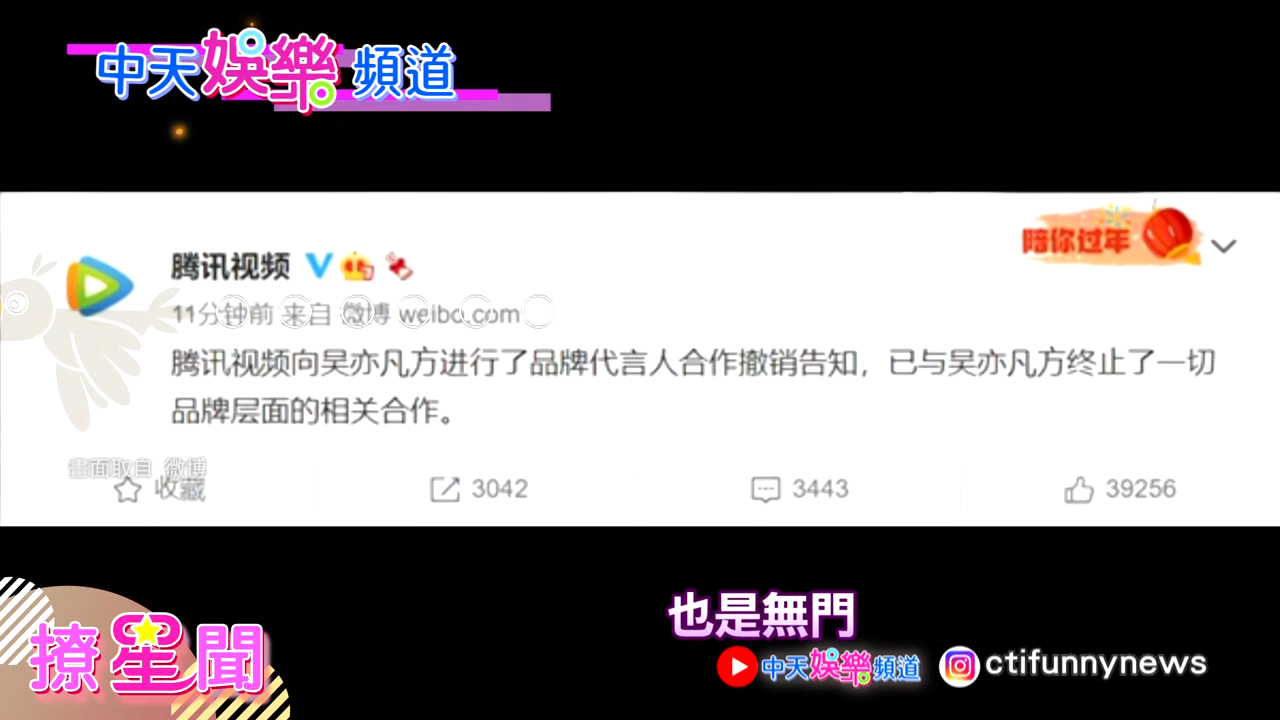 中天娛樂頻道
陪你过年
腾讯视频
11分钟前 来自 微博 weibo.com
腾讯视频向吴亦凡方进行了品牌代言人合作撤销告知，已与吴亦凡方终止了一切
品牌层面的相关合作。
畫面取自 微博
收藏 3042 3443 39256
也是無門
撩星聞
中天娛樂頻道 ctifunnynews